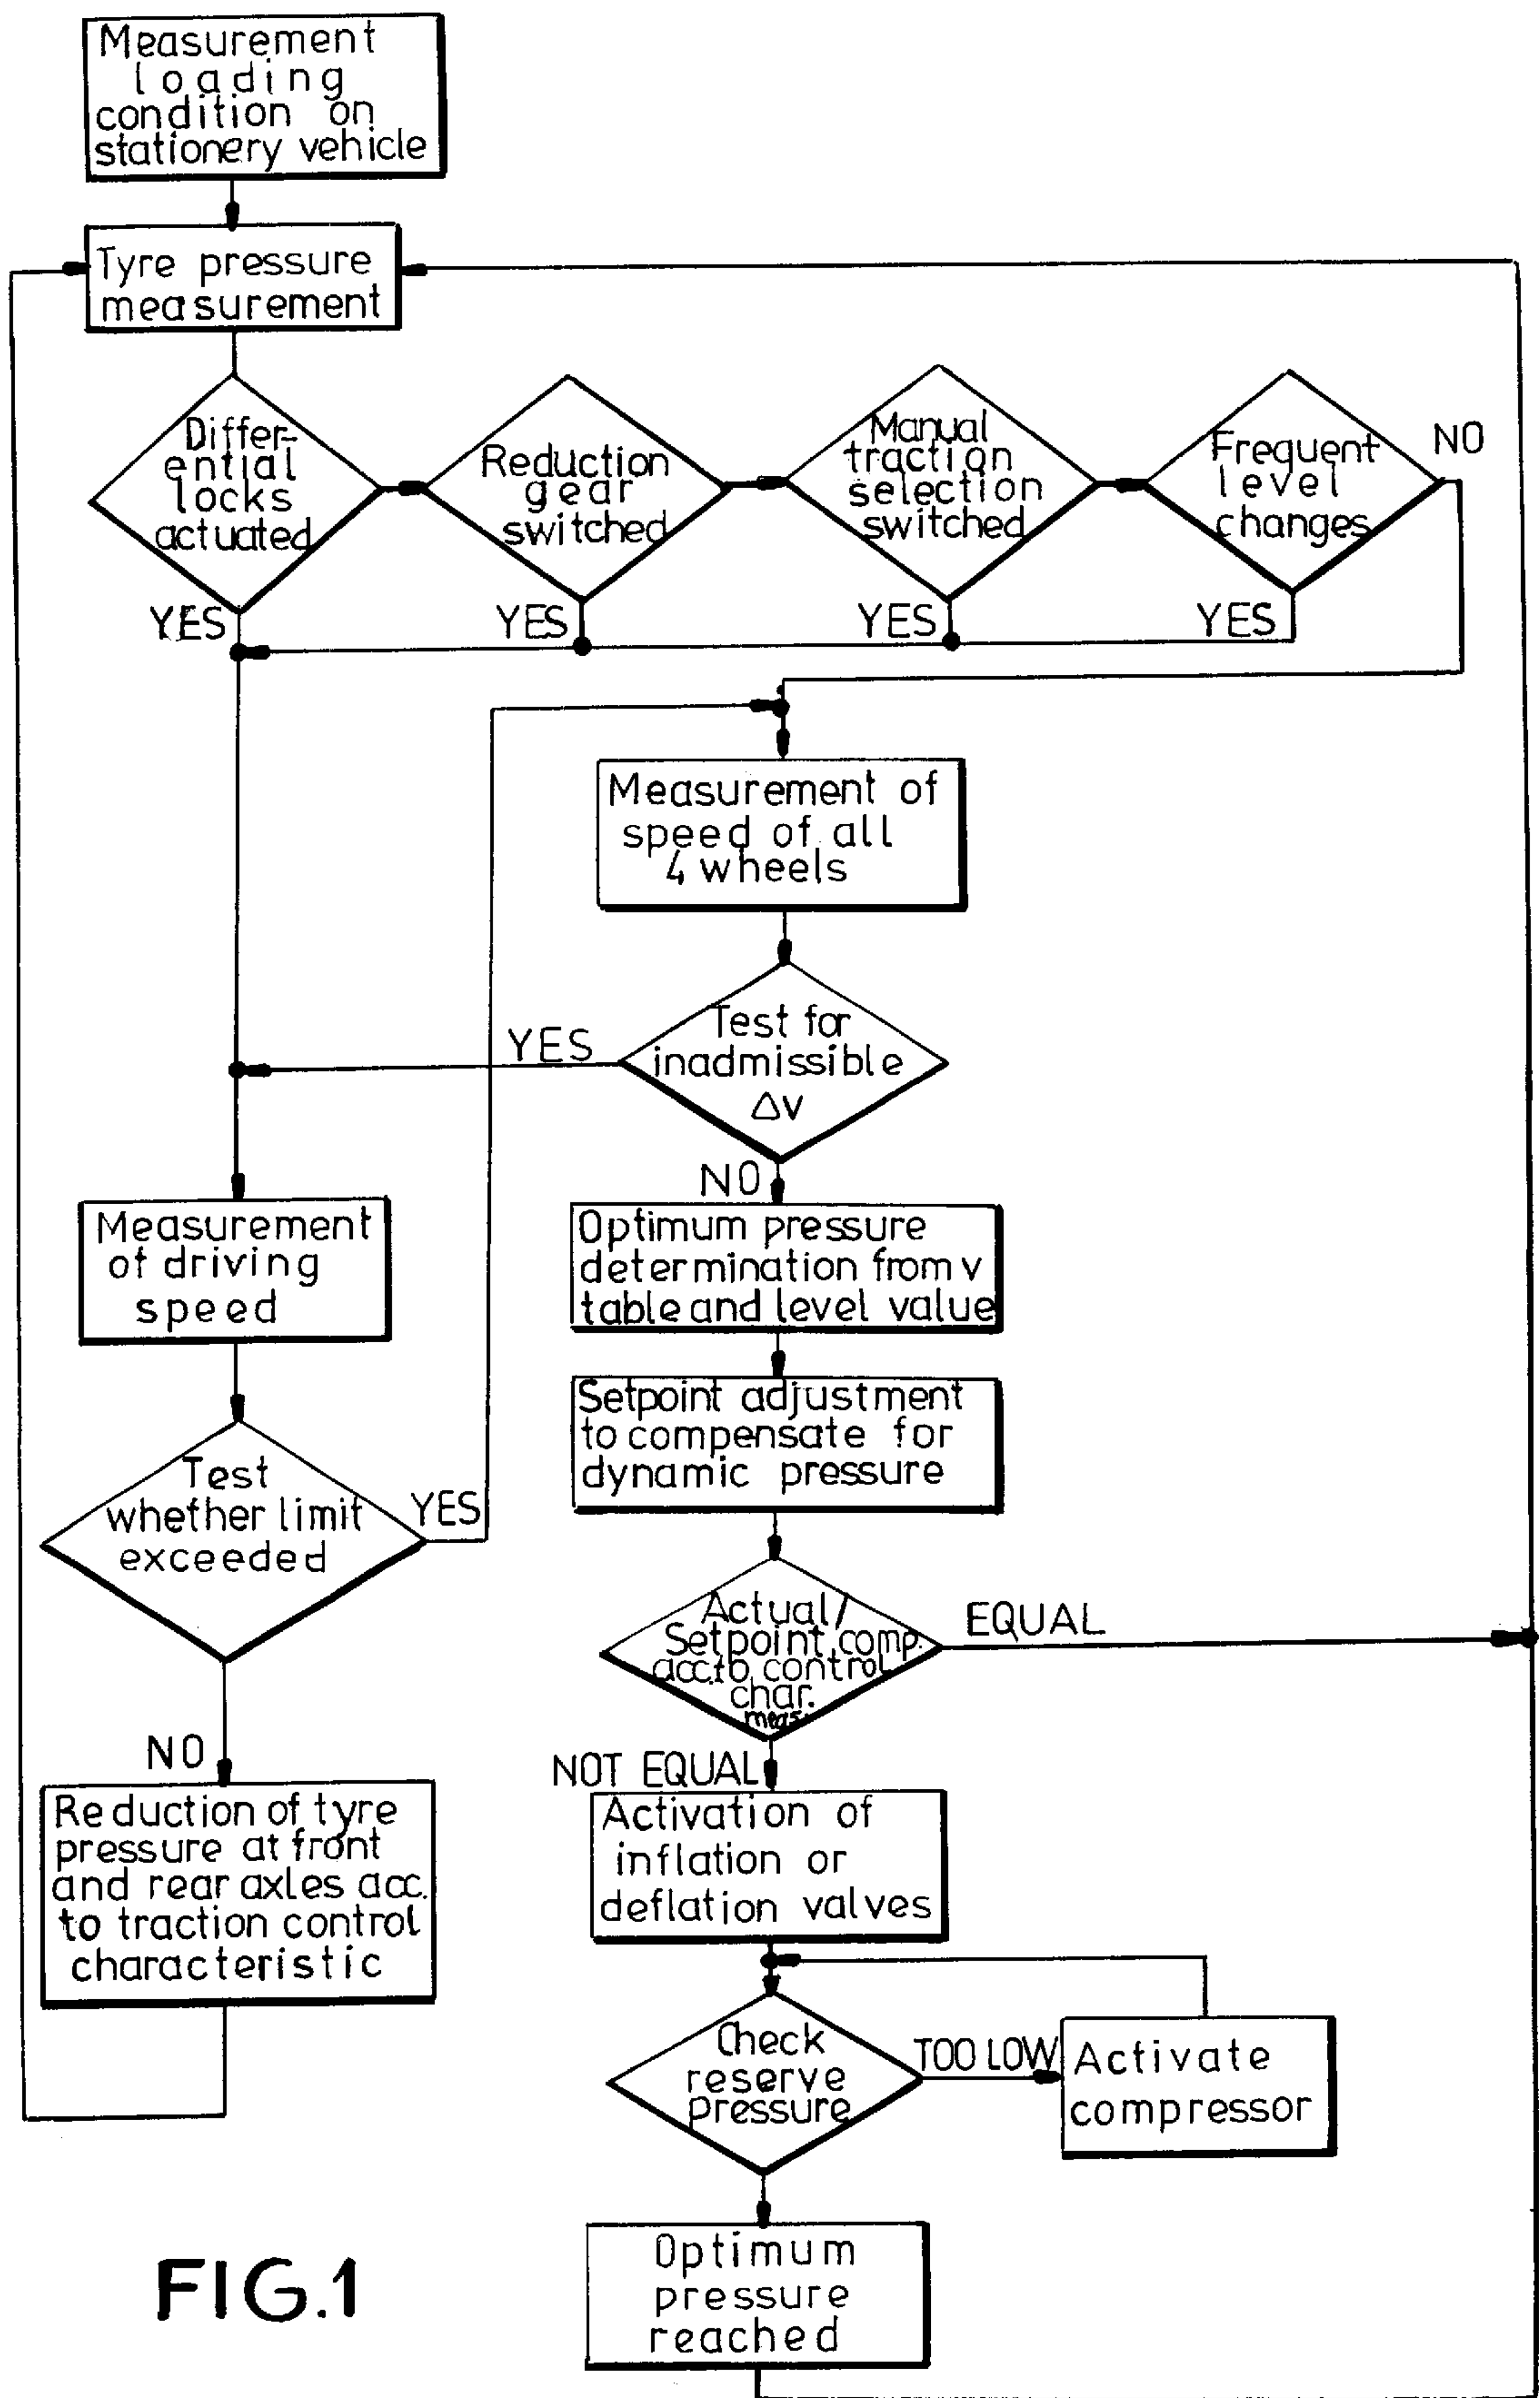 Measurement
loading
condition on
stationery vehicle
Tyre pressure
measurement
Differ-
ential
locks
actuated
Reduction
gear
switched
Manual
traction
selection
switched
Frequent
level
changes
NO
YES
YES
YES
YES
Measurement of
speed of all
4 wheels
Test for
inadmissible
Δv
YES
NO
Measurement
of driving
speed
Optimum pressure
determination from v
table and level value
Setpoint adjustment
to compensate for
dynamic pressure
Test
whether limit
exceeded
YES
Actual/
Setpoint comp.
acc.to control
char.
meas.
EQUAL
NO
NOT EQUAL
Reduction of tyre
pressure at front
and rear axles acc.
to traction control
characteristic
Activation of
inflation or
deflation valves
Check
reserve
pressure
TOO LOW
Activate
compressor
Optimum
pressure
reached
FIG.1